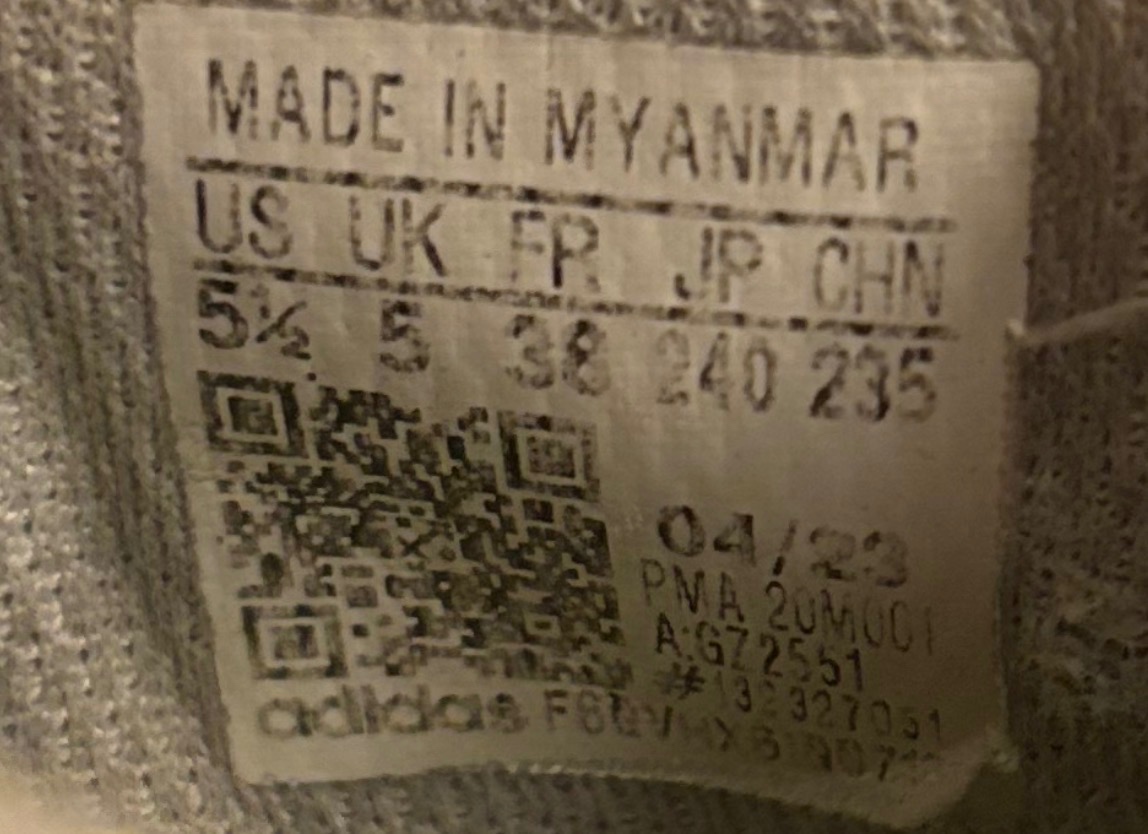 MADE IN MYANMAR
US UK FR JP CHN
5½ 5 38 240 235
04/23
PMA 20M001
A:GZ2551
adidas